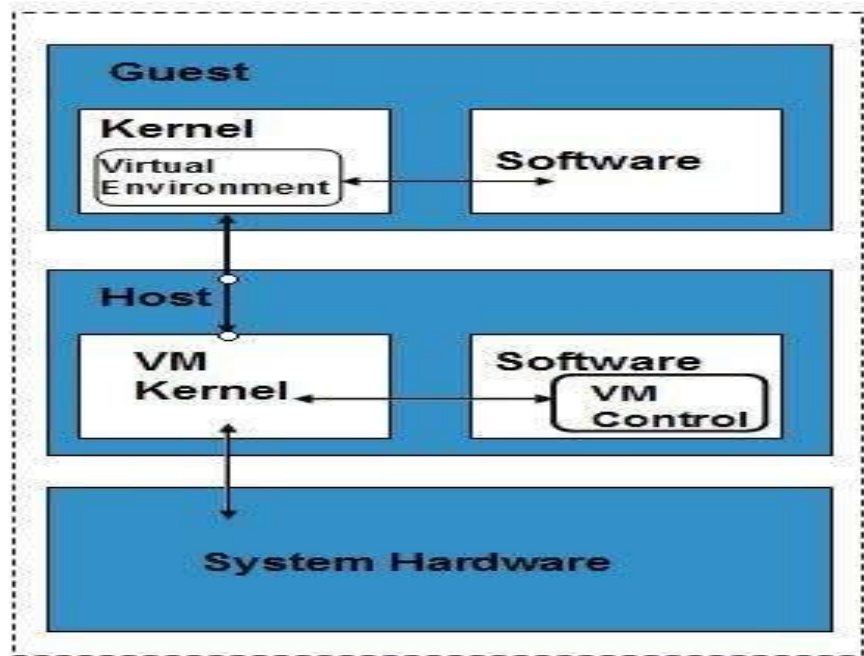 Guest
Kernel
Virtual
Environment
Software
Host
VM
Kernel
Software
VM
Control
System Hardware